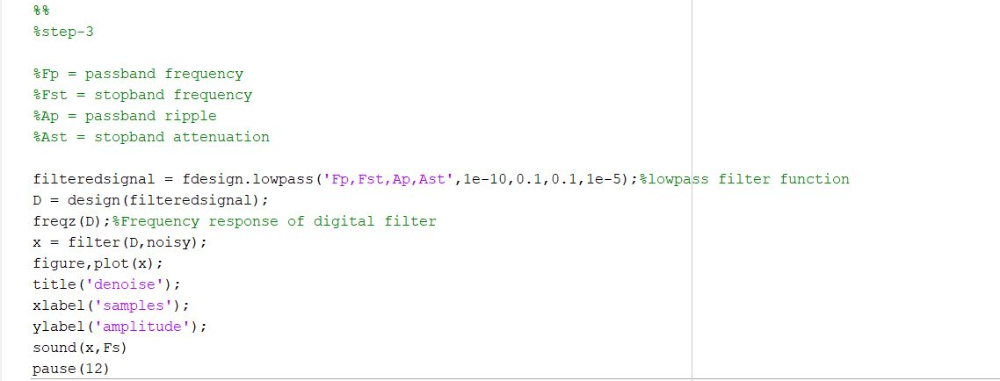 %%
%step-3
%Fp = passband frequency
%Fst = stopband frequency
%Ap = passband ripple
%Ast = stopband attenuation
filteredsignal = fdesign.lowpass('Fp,Fst,Ap,Ast',1e-10,0.1,0.1,1e-5);%lowpass filter function
D = design(filteredsignal);
freqz(D);%Frequency response of digital filter
x = filter(D,noisy);
figure,plot(x);
title('denoise');
xlabel('samples');
ylabel('amplitude');
sound(x,Fs)
pause(12)